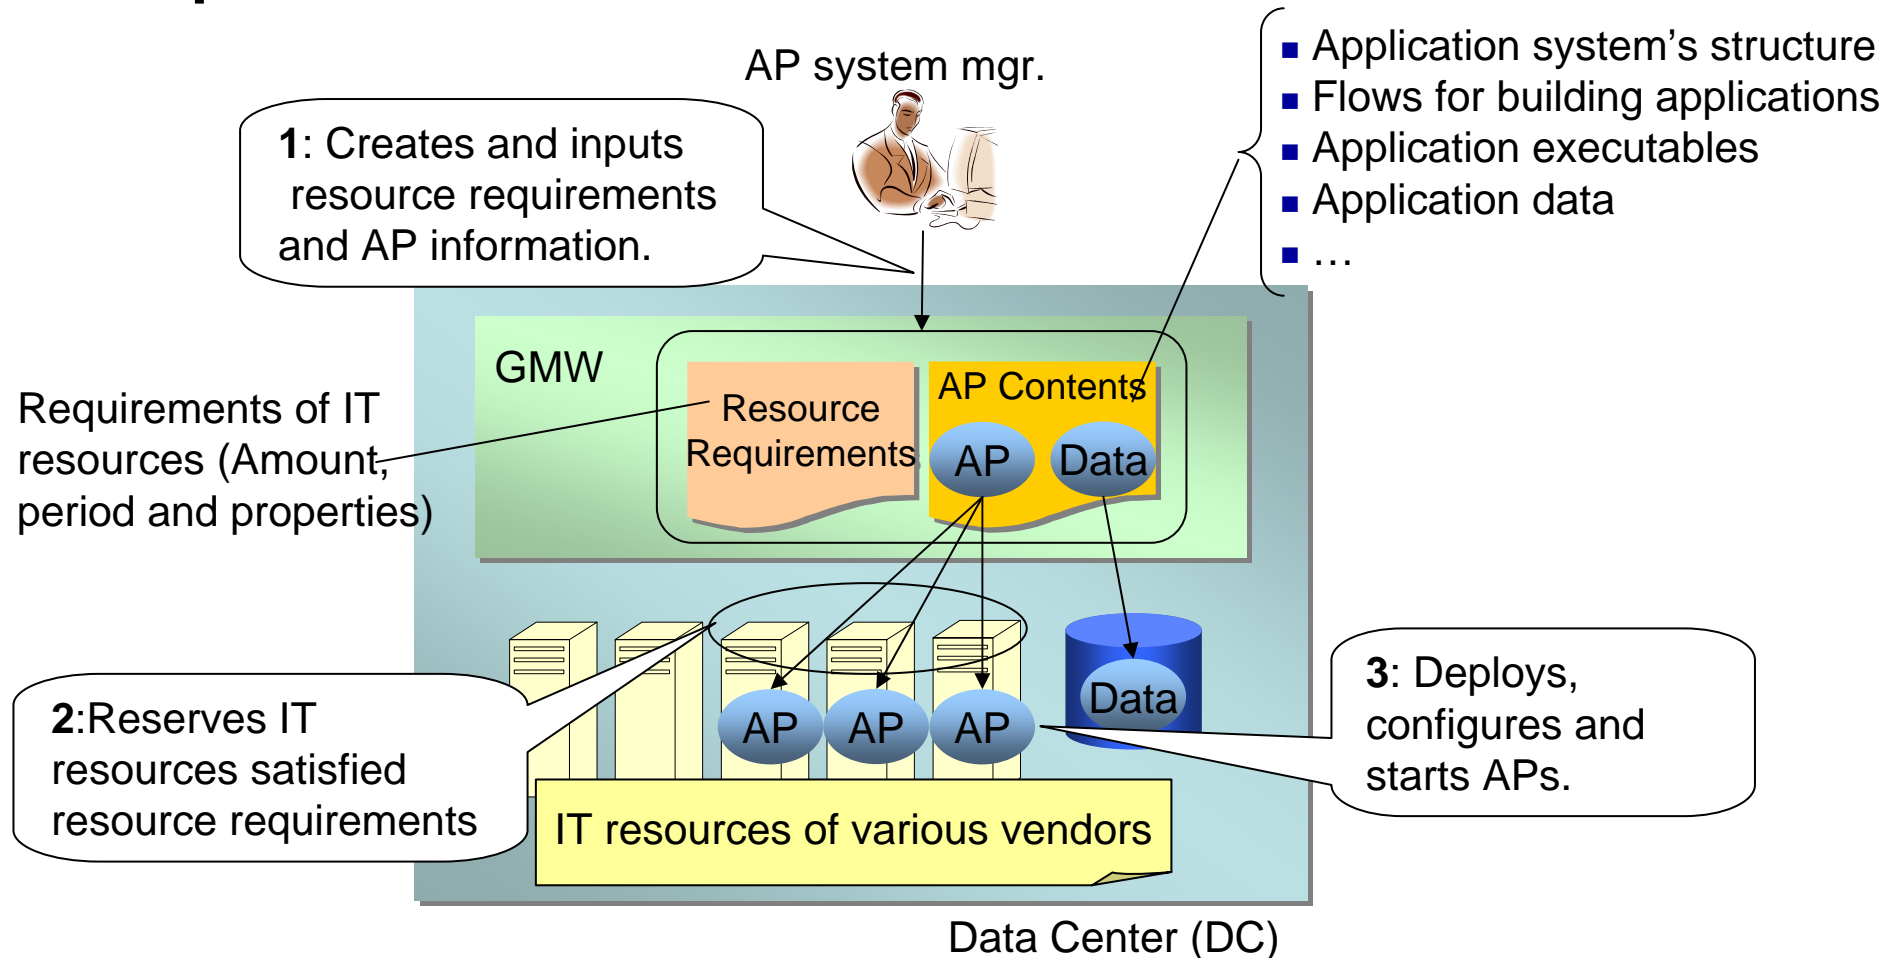 AP system mgr.
1: Creates and inputs
resource requirements
and AP information.
■ Application system's structure
■ Flows for building applications
■ Application executables
■ Application data
■ …
GMW
Resource
Requirements
AP Contents
AP
Data
Requirements of IT
resources (Amount,
period and properties)
2:Reserves IT
resources satisfied
resource requirements
AP
AP
AP
Data
3: Deploys,
configures and
starts APs.
IT resources of various vendors
Data Center (DC)